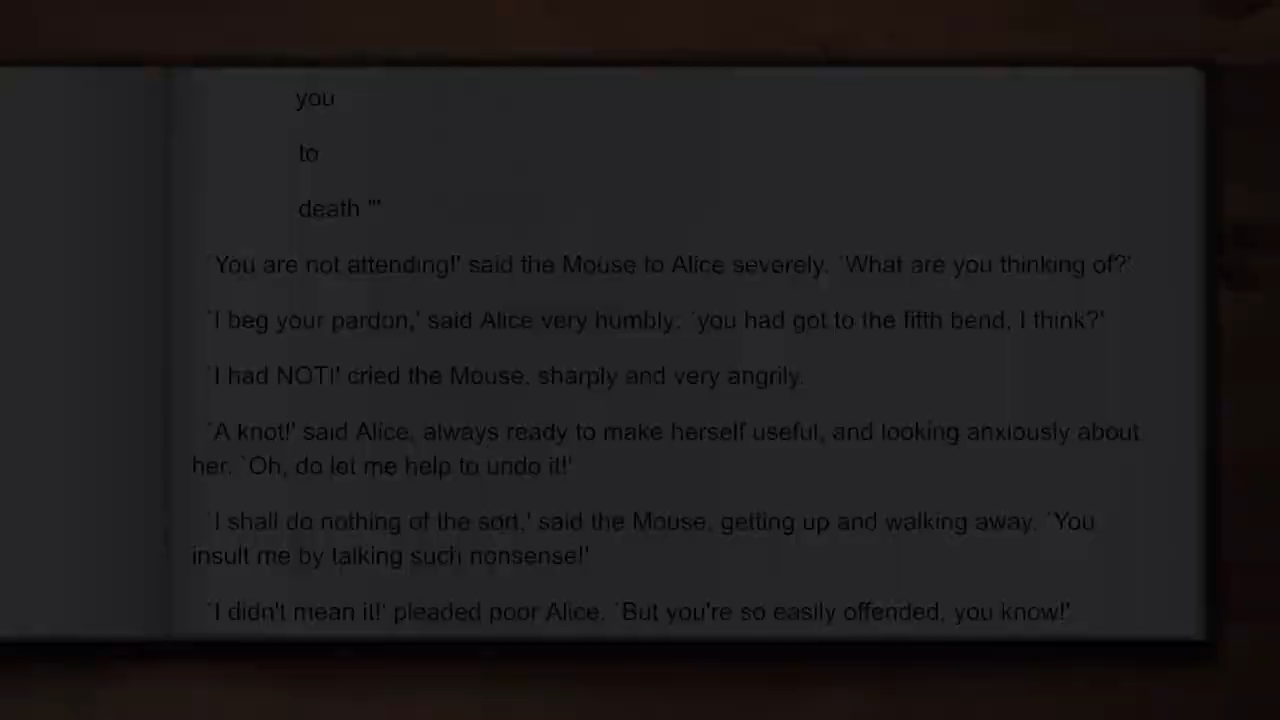 you
to
death '"
`You are not attending!' said the Mouse to Alice severely. `What are you thinking of?'
`I beg your pardon,' said Alice very humbly: `you had got to the fifth bend, I think?'
`I had NOT!' cried the Mouse, sharply and very angrily.
`A knot!' said Alice, always ready to make herself useful, and looking anxiously about
her. `Oh, do let me help to undo it!'
`I shall do nothing of the sort,' said the Mouse, getting up and walking away. `You
insult me by talking such nonsense!'
`I didn't mean it!' pleaded poor Alice. `But you're so easily offended, you know!'